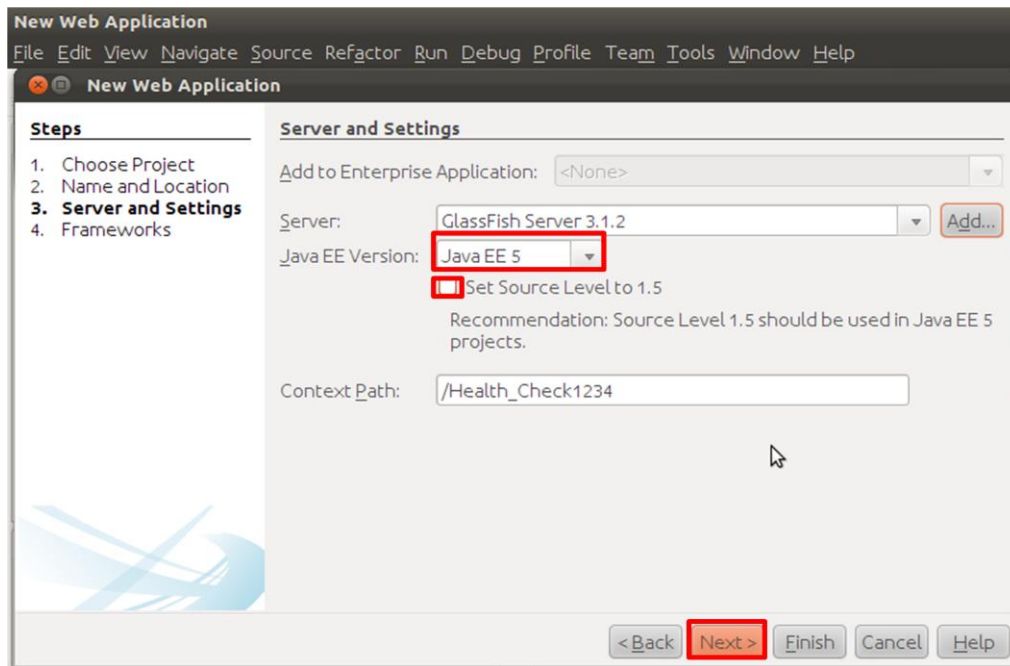 New Web Application
File Edit View Navigate Source Refactor Run Debug Profile Team Tools Window Help
New Web Application
Steps
1. Choose Project
2. Name and Location
3. Server and Settings
4. Frameworks
Server and Settings
Add to Enterprise Application: <None>
Server: GlassFish Server 3.1.2 Add...
Java EE Version: Java EE 5
Set Source Level to 1.5
Recommendation: Source Level 1.5 should be used in Java EE 5
projects.
Context Path: /Health_Check1234
< Back Next > Finish Cancel Help